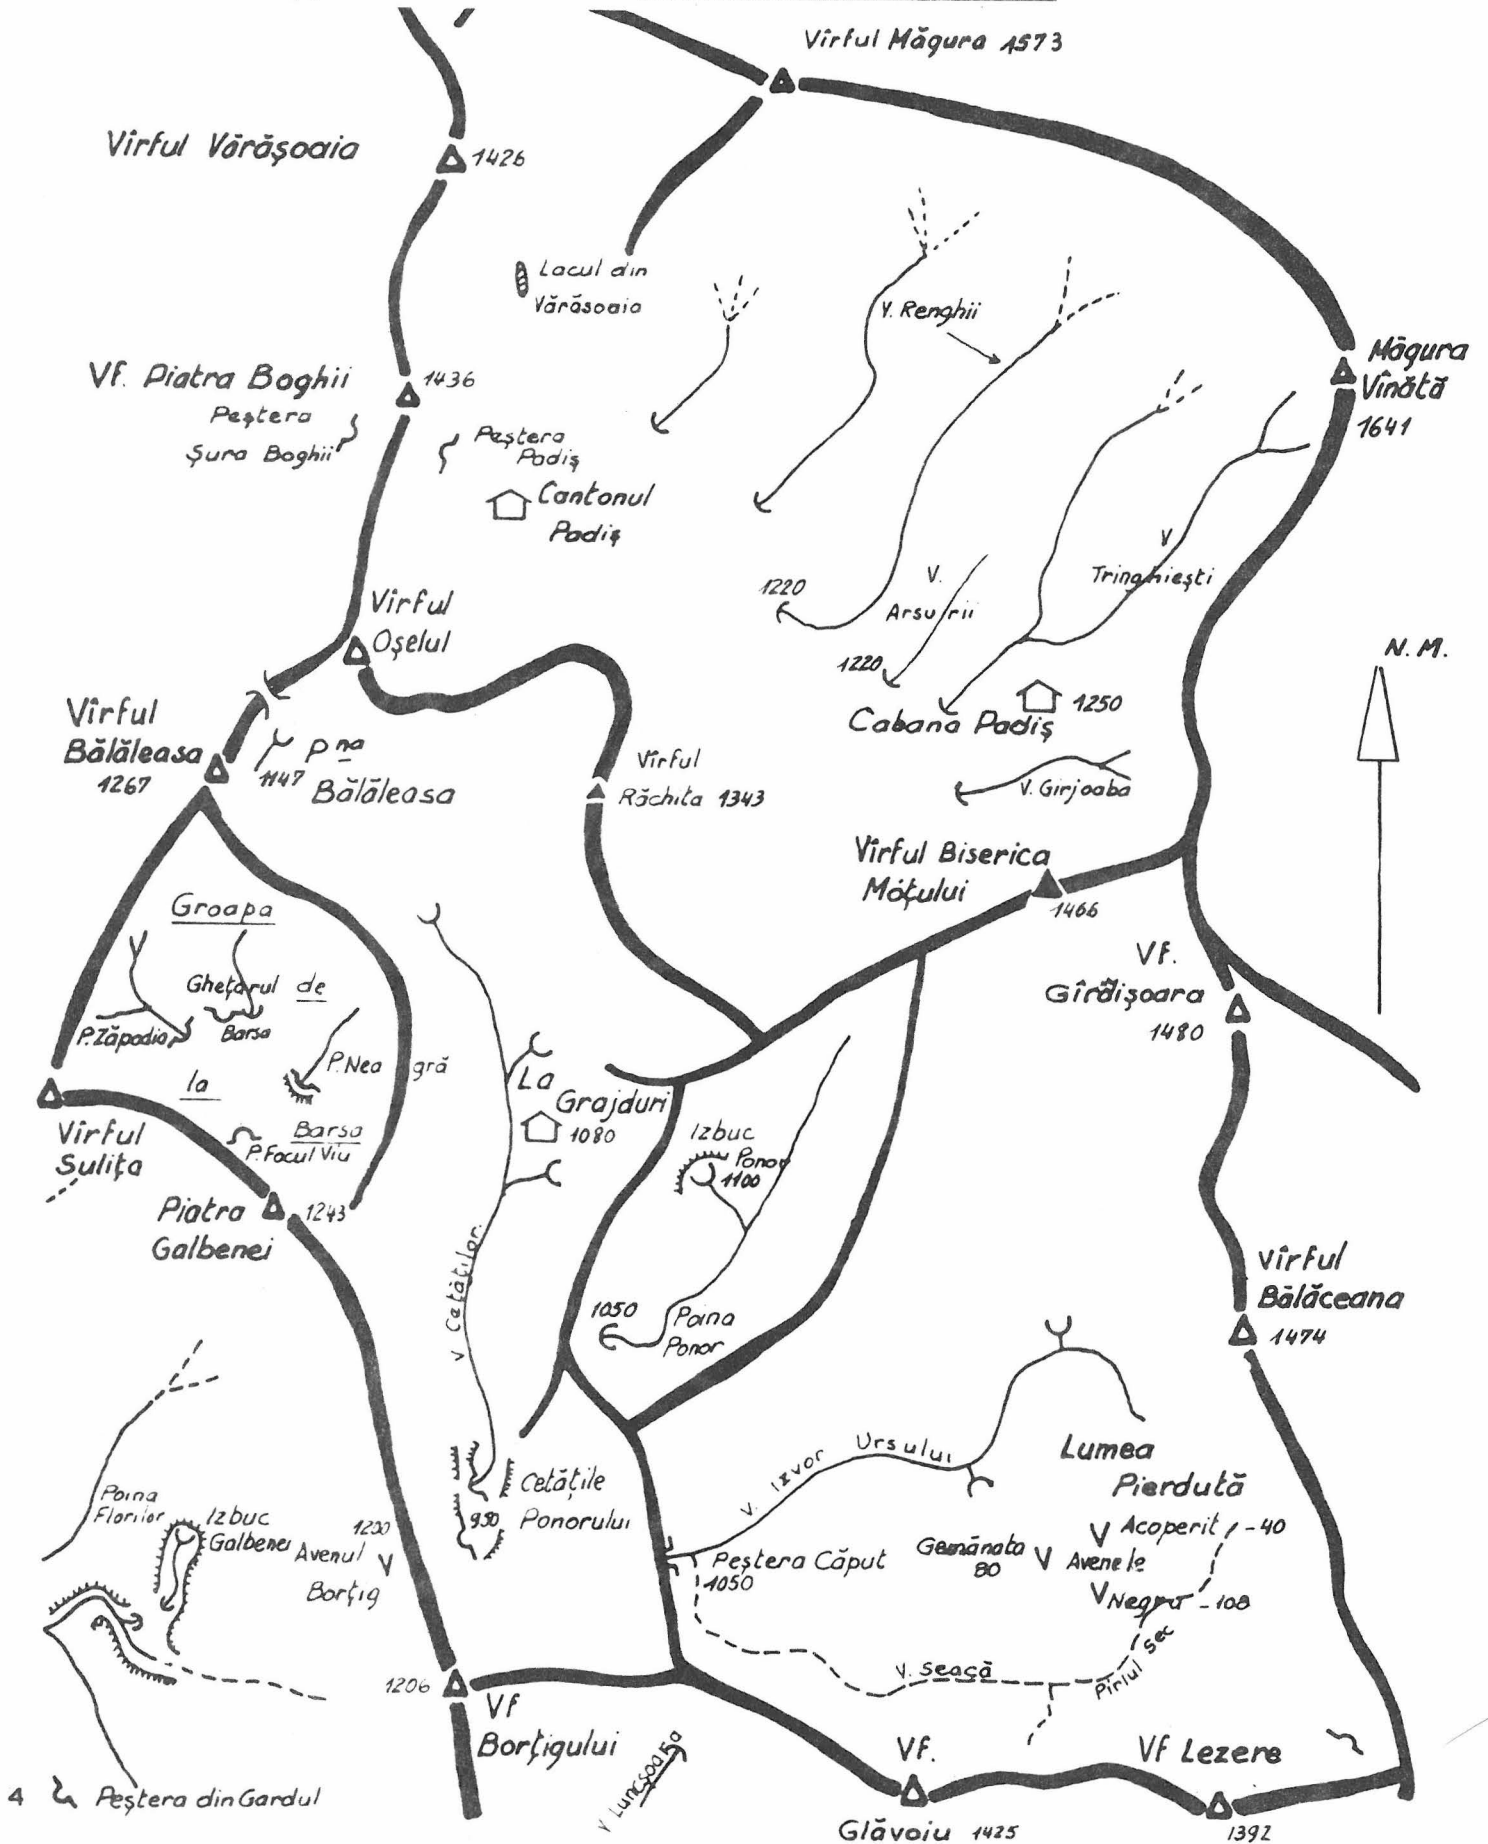 Vîrful Măgura 1573
Vîrful Vărăşoaia
1426
Lacul din
Vărăsoaia
V. Renghii
Măgura
Vînătă
1641
Vf. Piatra Boghii
1436
Peştera
Şura Boghii
Peştera
Padiş
Cantonul
Padiş
V
Tringhieşti
1220
V.
Arsurii
1220
Vîrful
Oşelul
N.M.
Cabana Padiş
1250
Vîrful
Bălăleasa
1267
Pna
1147
Bălăleasa
Vîrful
Răchita 1343
V. Girjoaba
Vîrful Biserica
Moţului
1466
Groapa
Gheţarul de
P. Zăpodia
Barsa
P. Neagră
la
Barsa
P. Focul Viu
Vf.
Gîrdişoara
1480
La
Grajduri
1080
Izbuc
Ponor
1100
Vîrful
Suliţa
Piatra
Galbenei
1243
V Cetăţilor
1050
Poina
Ponor
Vîrful
Bălăceana
1474
V. Izvor Ursului
Lumea
Pierdută
Cetăţile
Ponorului
950
Poina
Florilor
Izbuc
Galbenei
1200
Avenul
Borţig
V
Peştera Căput
1050
Gemănata
80
V
V Acoperit -40
Avenele
V Negru -108
V. Seacă
Pîrîul Sec
1206
Vf
Borţigului
V Luncşoara
Vf.
Glăvoiu 1425
Vf Lezere
1392
4
Peştera din Gardul